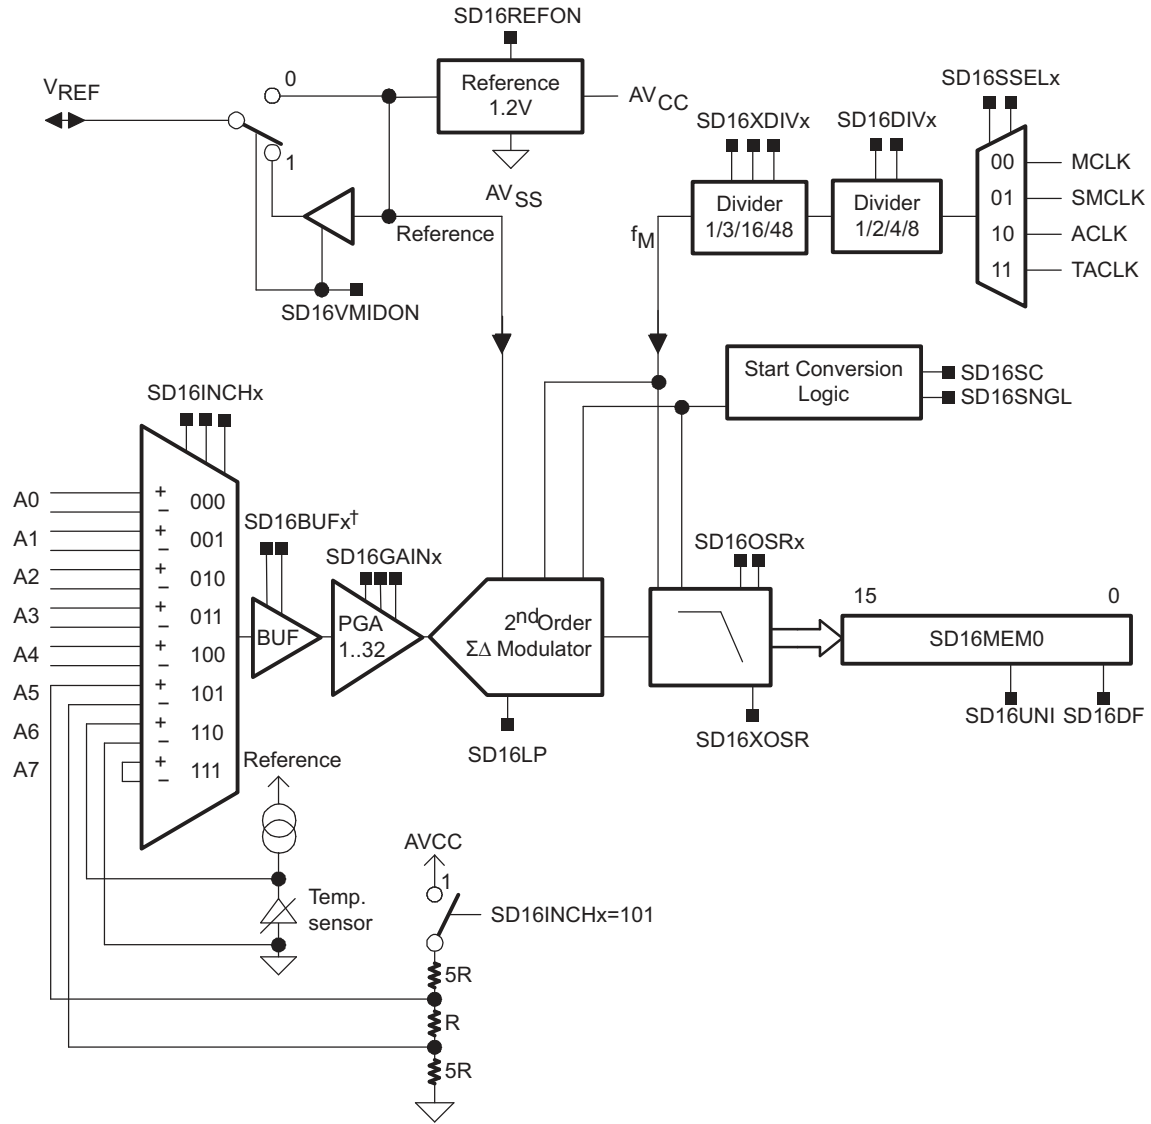 SD16REFON
0
VREF
Reference
1.2V
AVCC
AVSS
1
Reference
SD16VMIDON
SD16SSELx
SD16XDIVx
SD16DIVx
Divider
1/3/16/48
Divider
1/2/4/8
00
01
10
11
MCLK
SMCLK
ACLK
TACLK
fM
Start Conversion
Logic
SD16SC
SD16SNGL
SD16INCHx
A0
+
−
000
A1
+
−
001
A2
+
−
010
A3
+
−
011
A4
+
−
100
A5
+
−
101
A6
+
−
110
A7
+
−
111
SD16BUFx†
BUF
SD16GAINx
PGA
1..32
2nd Order
ΣΔ Modulator
SD16LP
SD16OSRx
SD16XOSR
15
0
SD16MEM0
SD16UNI
SD16DF
Reference
Temp.
sensor
AVCC
1
SD16INCHx=101
5R
R
5R